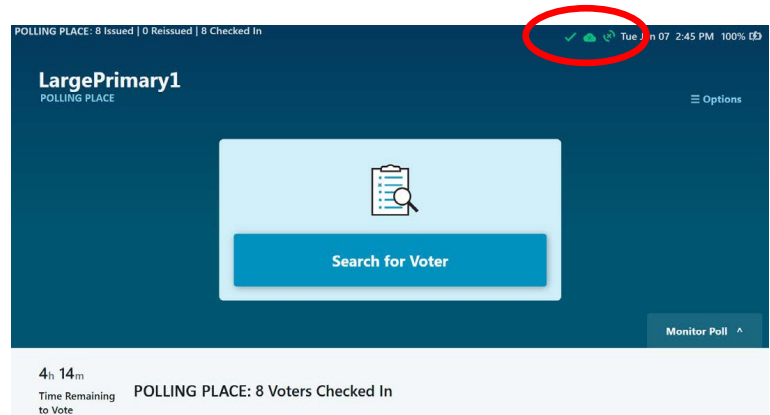 POLLING PLACE: 8 Issued | 0 Reissued | 8 Checked In
Tue Jan 07 2:45 PM 100%
LargePrimary1
POLLING PLACE
Options
Search for Voter
Monitor Poll ^
4h 14m
Time Remaining
to Vote
POLLING PLACE: 8 Voters Checked In